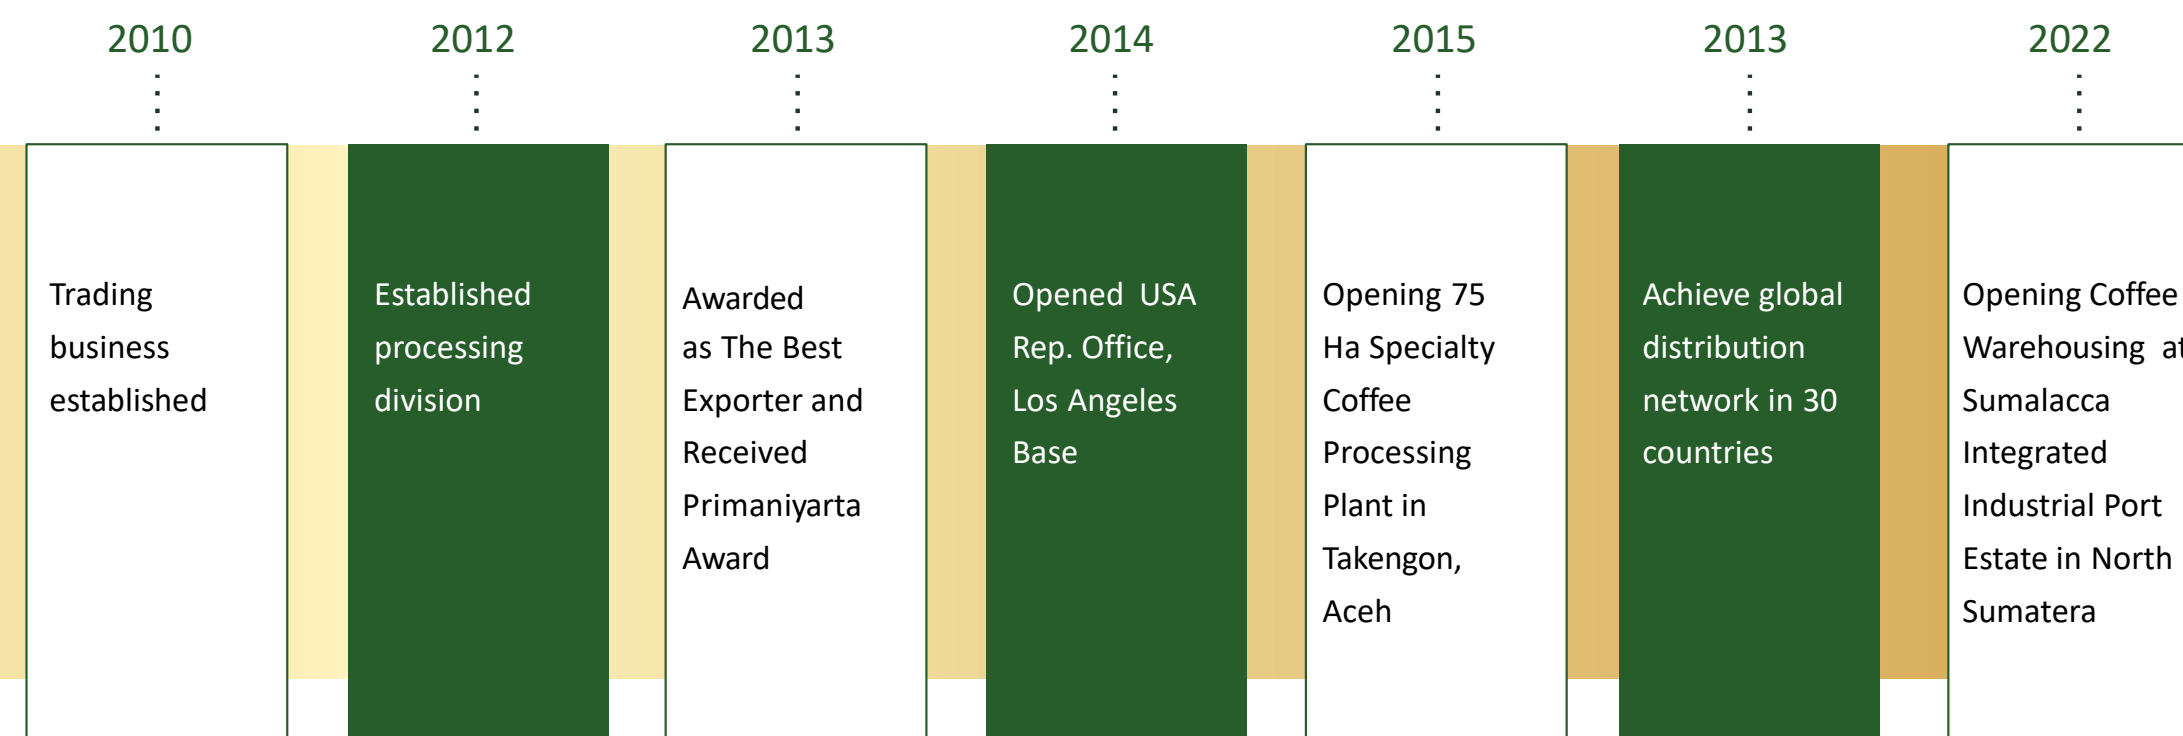 2010
Trading
business
established
2012
Established
processing
division
2013
Awarded
as The Best
Exporter and
Received
Primaniyarta
Award
2014
Opened USA
Rep. Office,
Los Angeles
Base
2015
Opening 75
Ha Specialty
Coffee
Processing
Plant in
Takengon,
Aceh
2013
Achieve global
distribution
network in 30
countries
2022
Opening Coffee
Warehousing at
Sumalacca
Integrated
Industrial Port
Estate in North
Sumatera